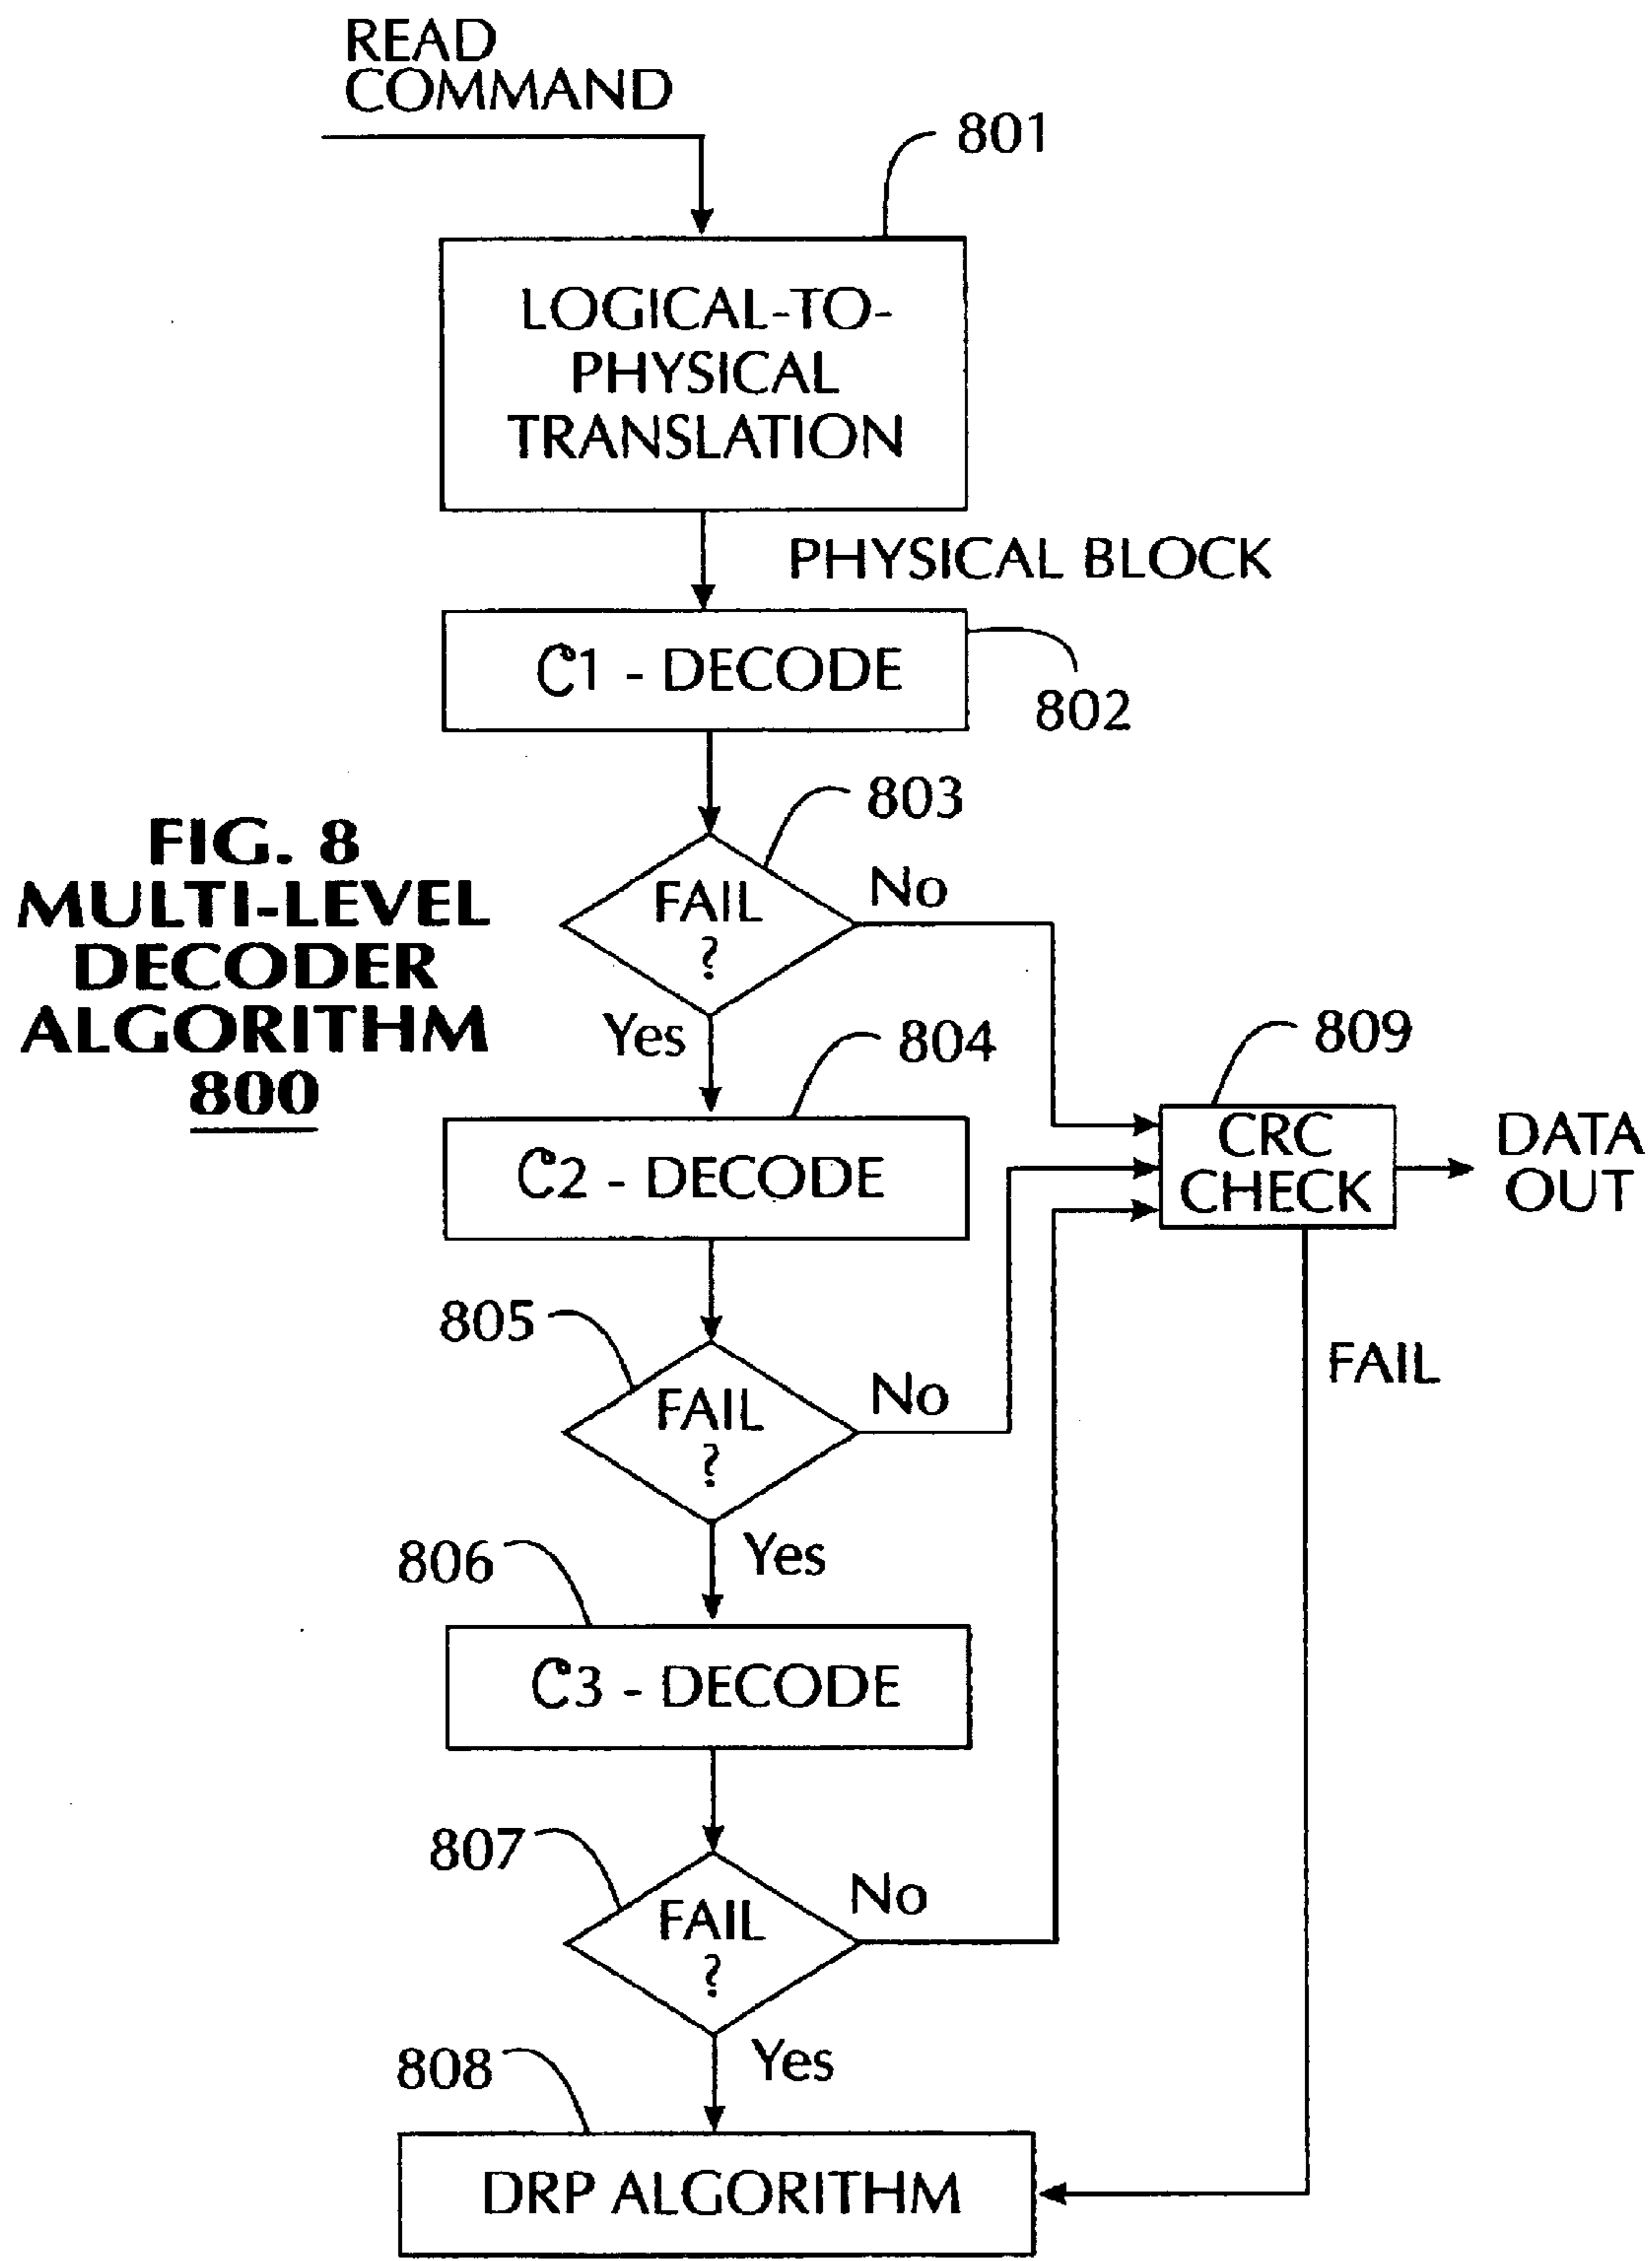 READ
COMMAND
801
LOGICAL-TO-
PHYSICAL
TRANSLATION
PHYSICAL BLOCK
C1 - DECODE
802
803
FAIL
?
No
Yes
FIG. 8
MULTI-LEVEL
DECODER
ALGORITHM
800
804
C2 - DECODE
809
CRC
CHECK
DATA
OUT
FAIL
805
FAIL
?
No
Yes
806
C3 - DECODE
807
FAIL
?
No
Yes
808
DRP ALGORITHM